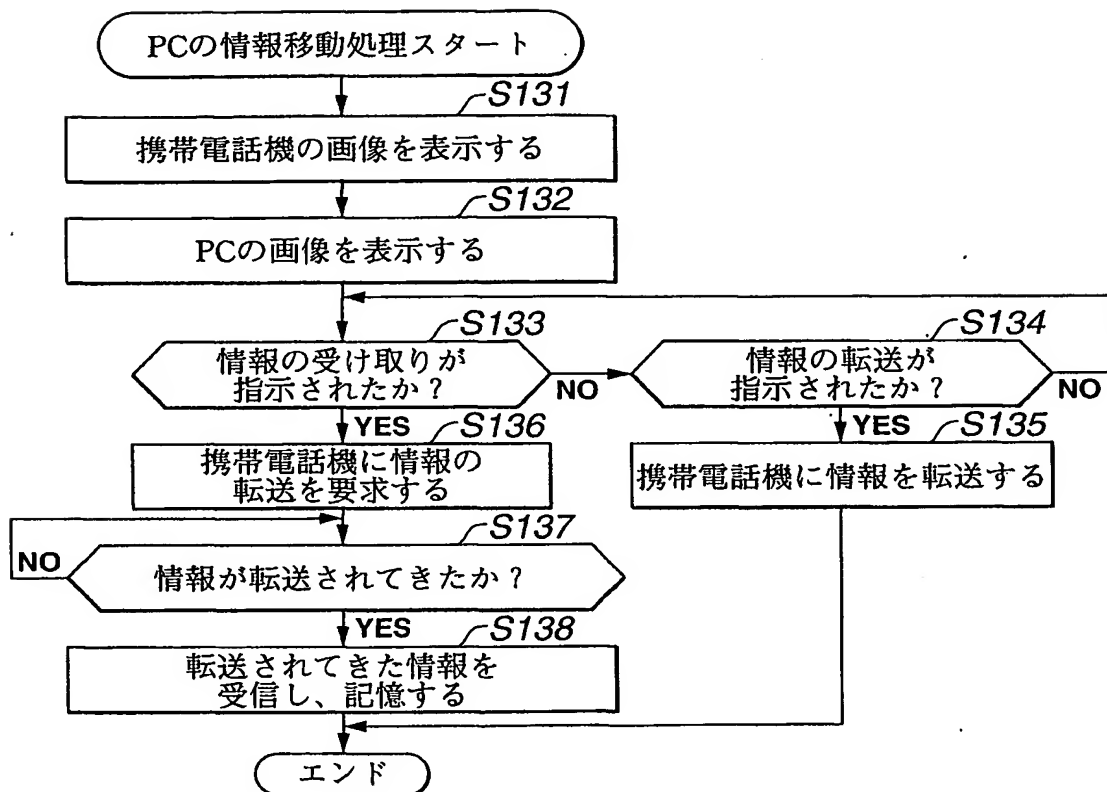 PCの情報移動処理スタート
S131
携帯電話機の画像を表示する
S132
PCの画像を表示する
S133
情報の受け取りが
指示されたか？
NO
YES
S134
情報の転送が
指示されたか？
NO
YES
S135
携帯電話機に情報を転送する
S136
携帯電話機に情報の
転送を要求する
S137
情報が転送されてきたか？
NO
YES
S138
転送されてきた情報を
受信し、記憶する
エンド